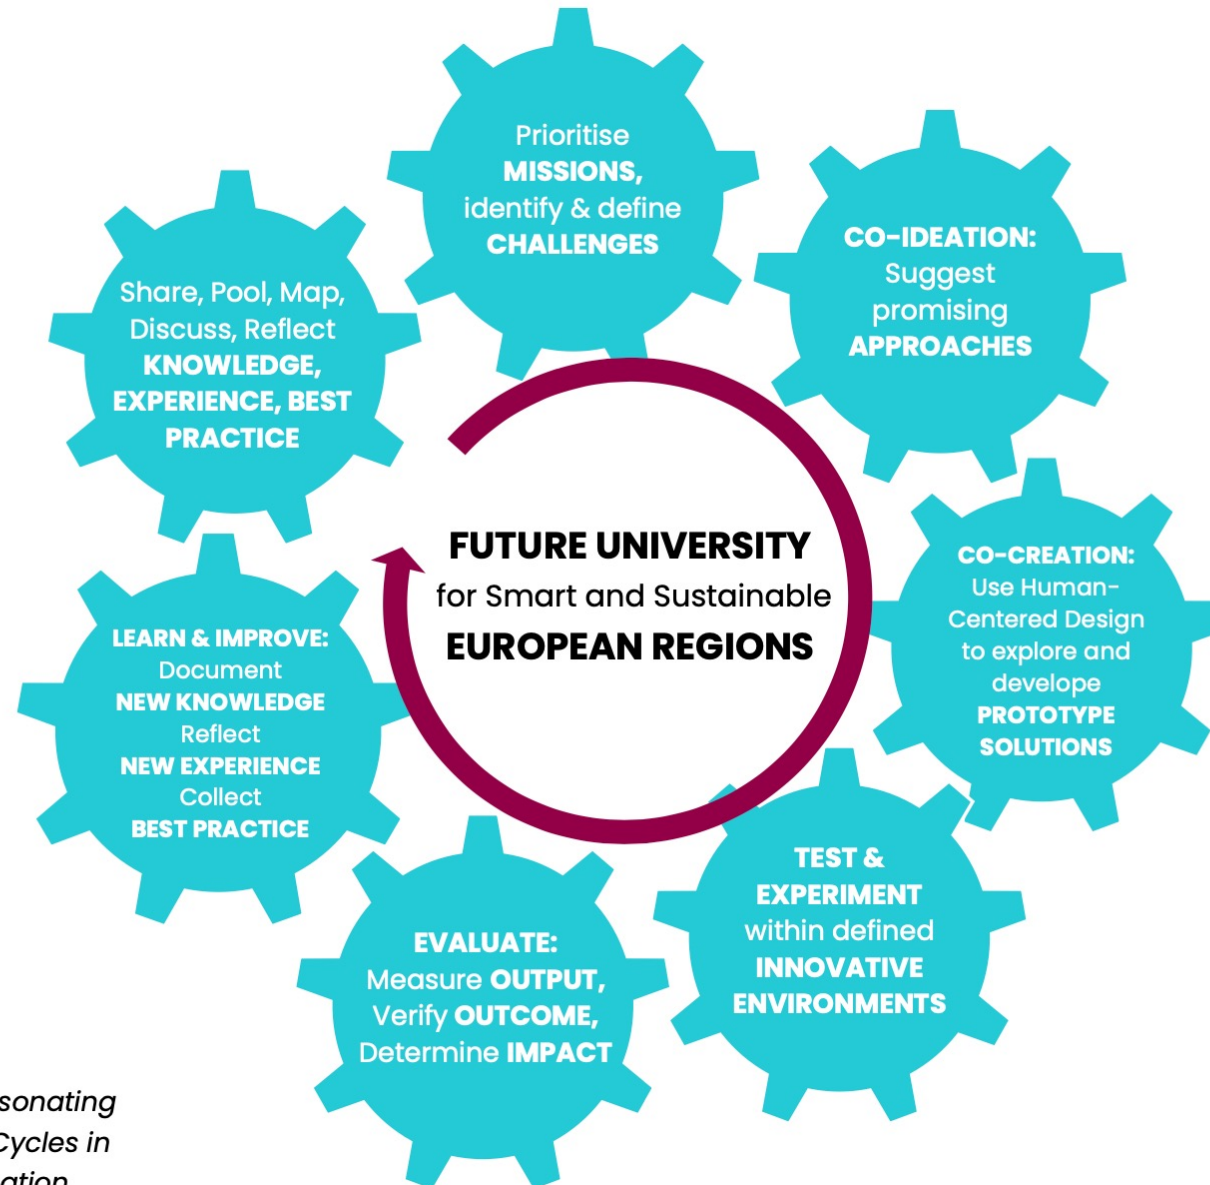 Prioritise
MISSIONS,
identify & define
CHALLENGES
CO-IDEATION:
Suggest
promising
APPROACHES
CO-CREATION:
Use Human-
Centered Design
to explore and
develope
PROTOTYPE
SOLUTIONS
TEST &
EXPERIMENT
within defined
INNOVATIVE
ENVIRONMENTS
EVALUATE:
Measure OUTPUT,
Verify OUTCOME,
Determine IMPACT
LEARN & IMPROVE:
Document
NEW KNOWLEDGE
Reflect
NEW EXPERIENCE
Collect
BEST PRACTICE
Share, Pool, Map,
Discuss, Reflect
KNOWLEDGE,
EXPERIENCE, BEST
PRACTICE
FUTURE UNIVERSITY
for Smart and Sustainable
EUROPEAN REGIONS
Cycles in